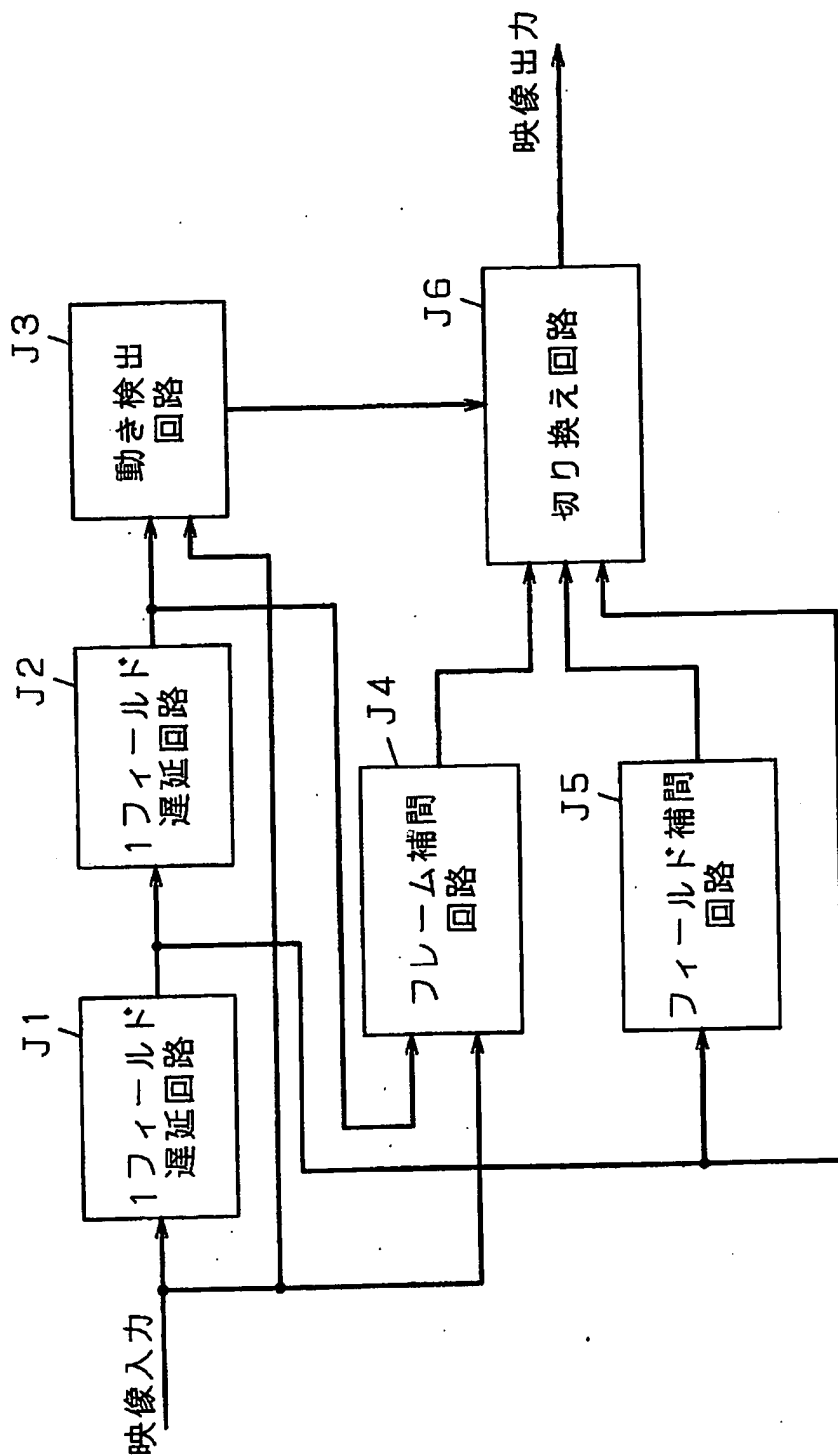 映像入力
J1
1フィールド
遅延回路
J2
1フィールド
遅延回路
J3
動き検出
回路
J4
フレーム補間
回路
J5
フィールド補間
回路
J6
切り換え回路
映像出力